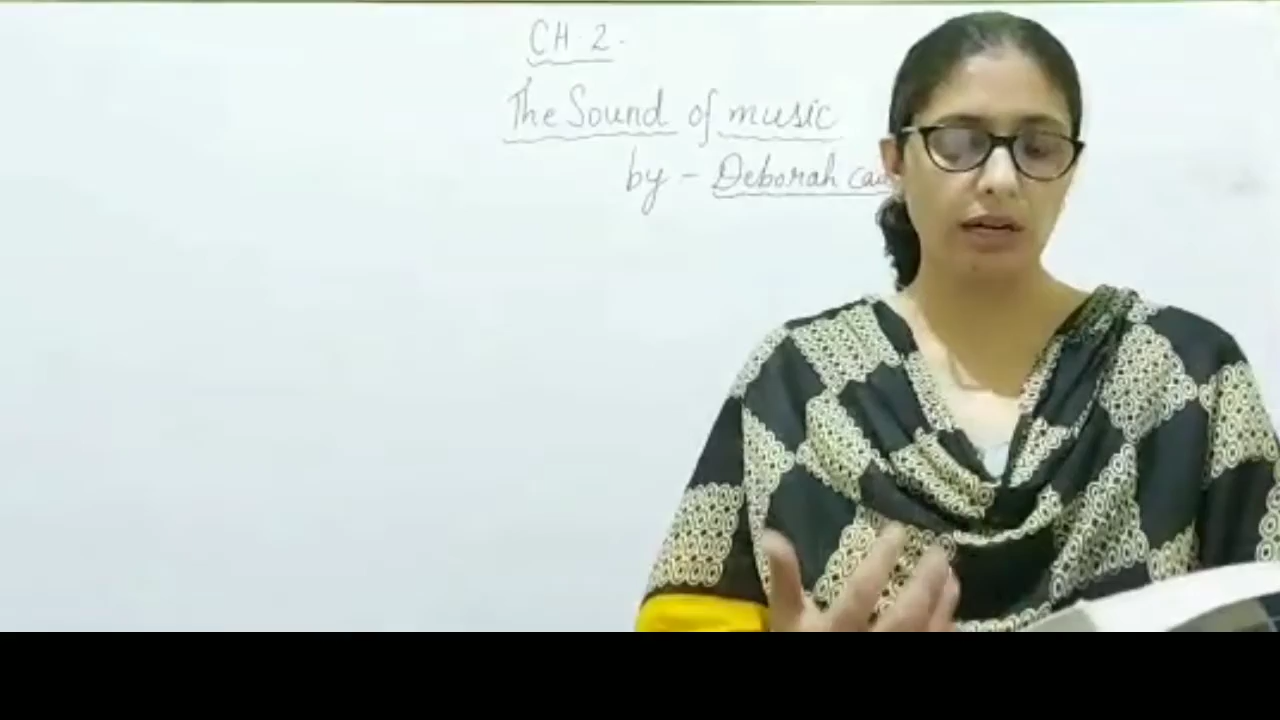 CH. 2.
The Sound of music
by - Deborah